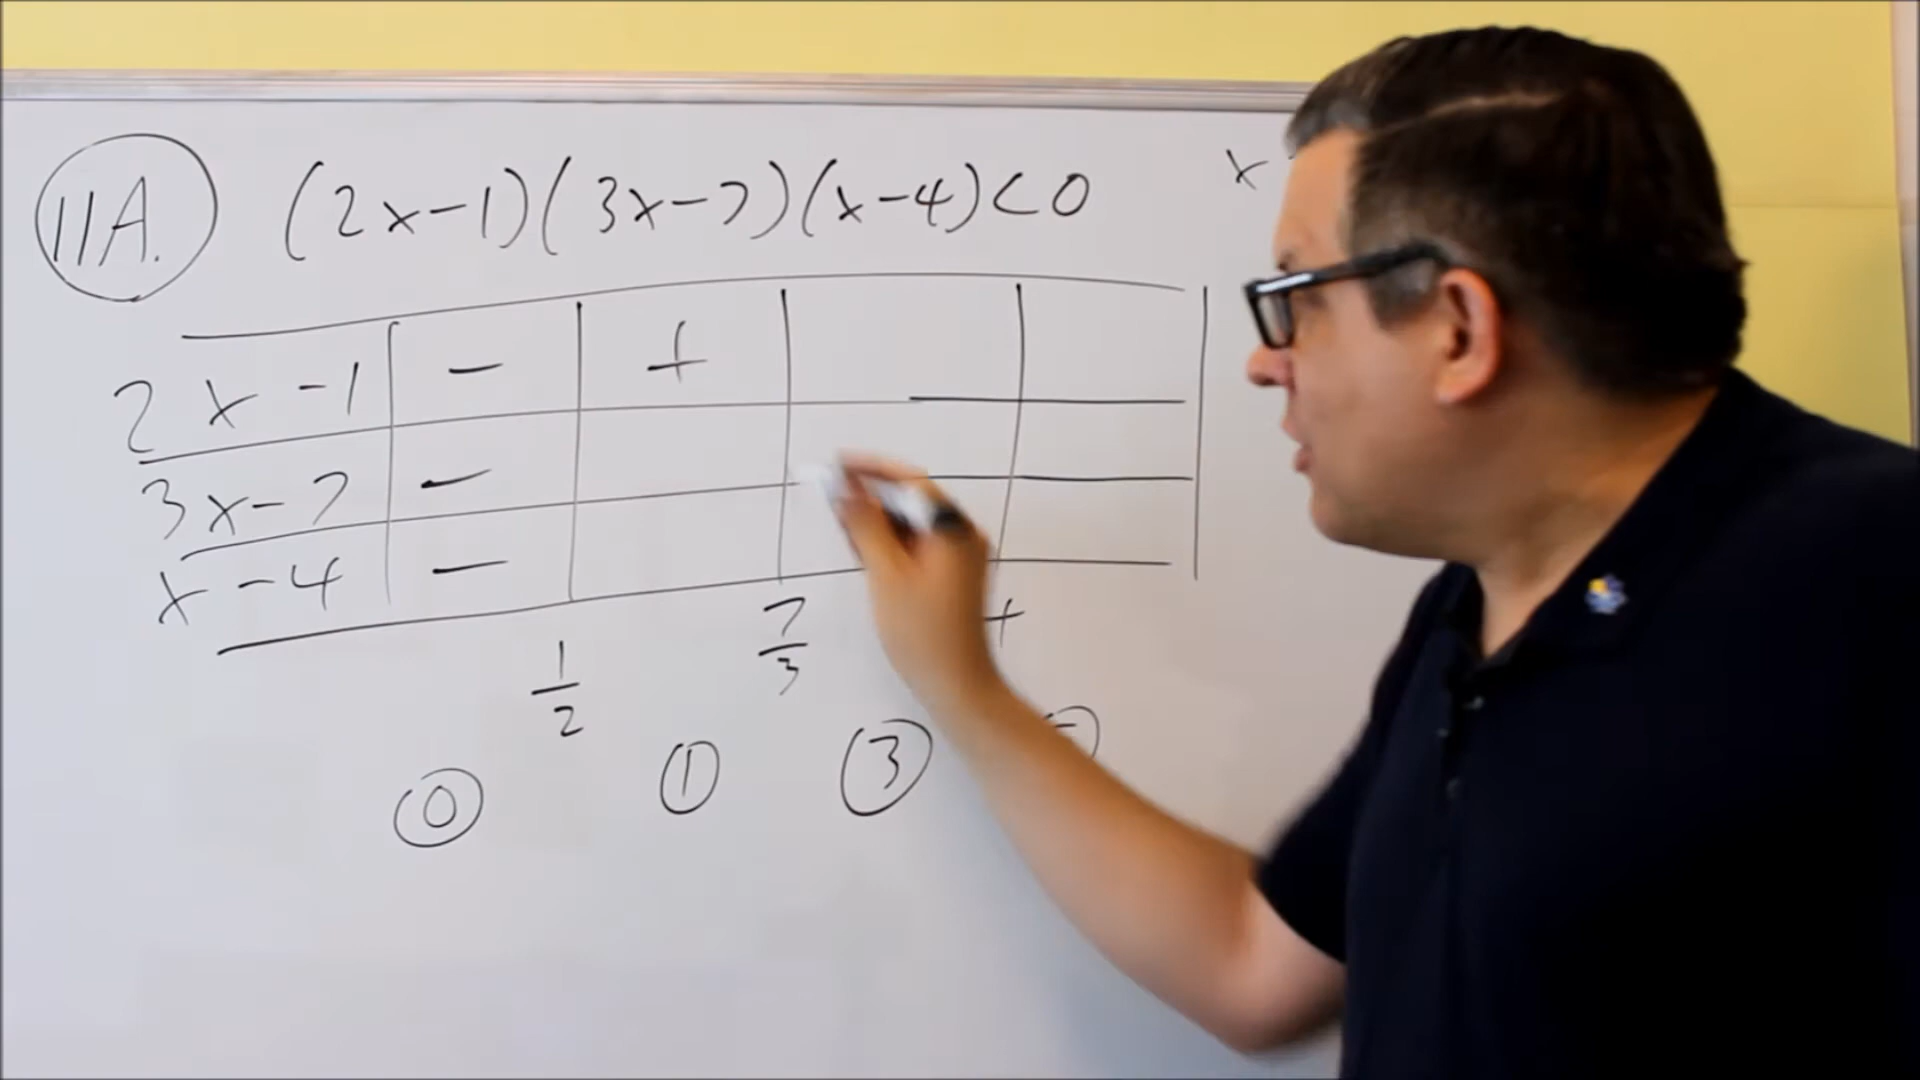 11A. (2x-1)(3x-7)(x-4)<0 x
2x-1 - +
3x-7 -
x-4 -
1/2 7/3
0 1 3